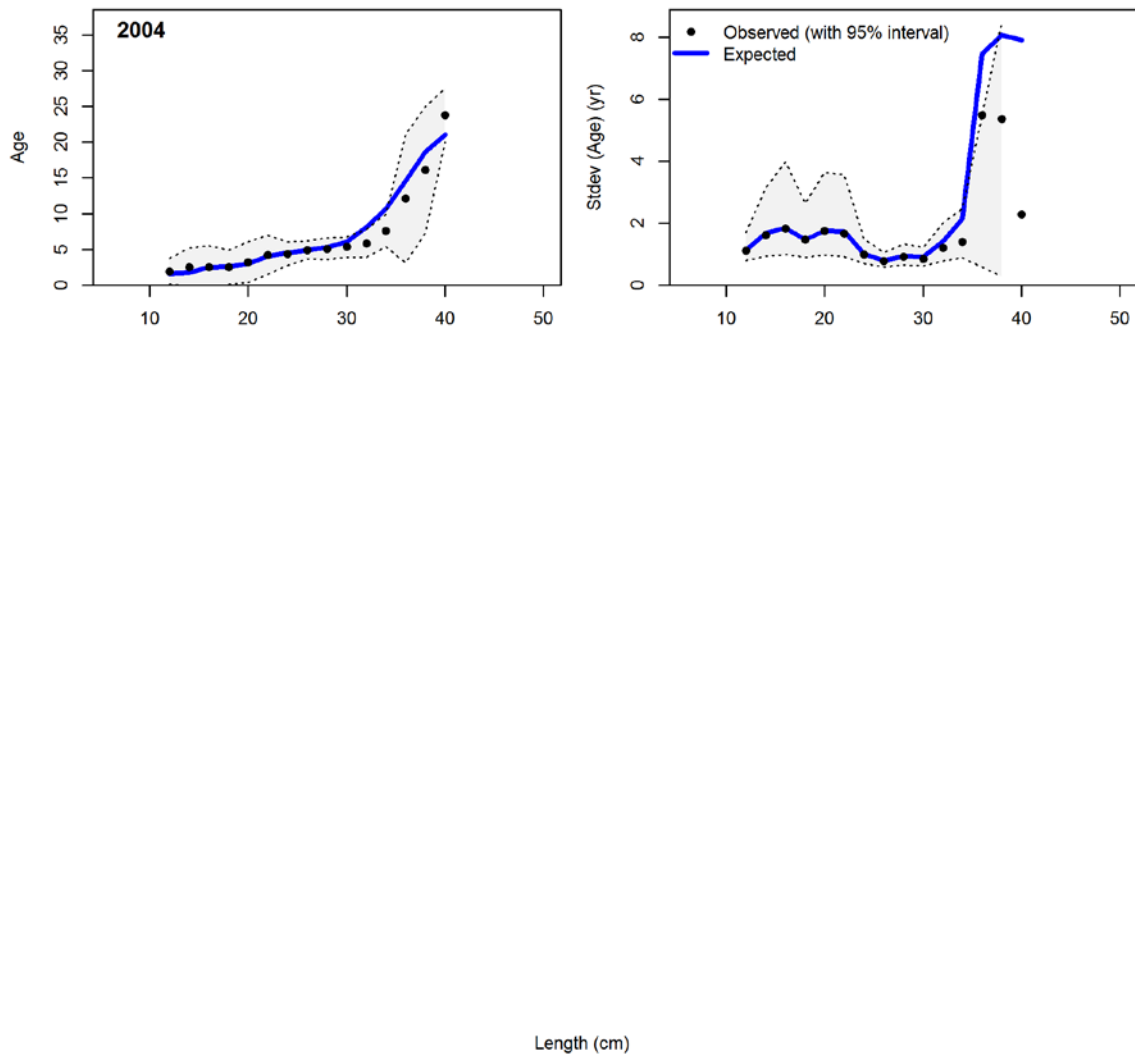 2004
Age
0 5 10 15 20 25 30 35
10 20 30 40 50
Observed (with 95% interval)
Expected
Stdev (Age) (yr)
0 2 4 6 8
10 20 30 40 50
Length (cm)